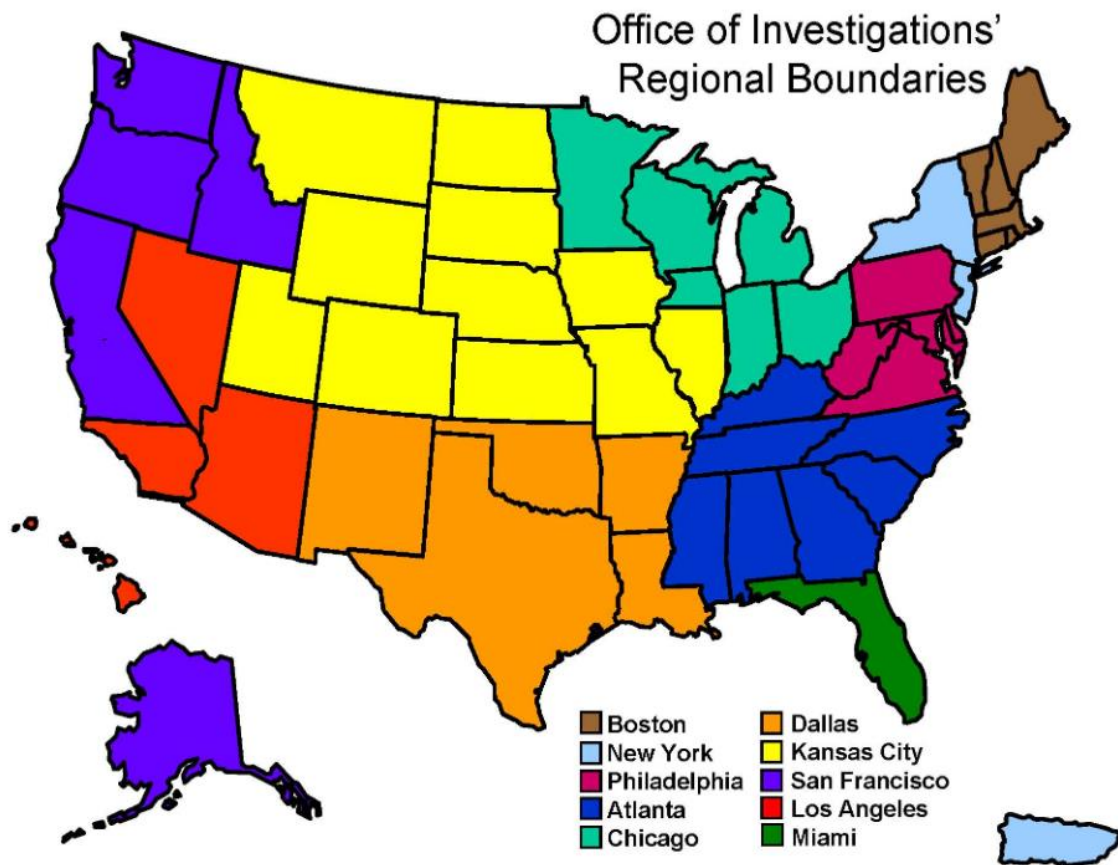 Office of Investigations'
Regional Boundaries
Boston
New York
Philadelphia
Atlanta
Chicago
Dallas
Kansas City
San Francisco
Los Angeles
Miami